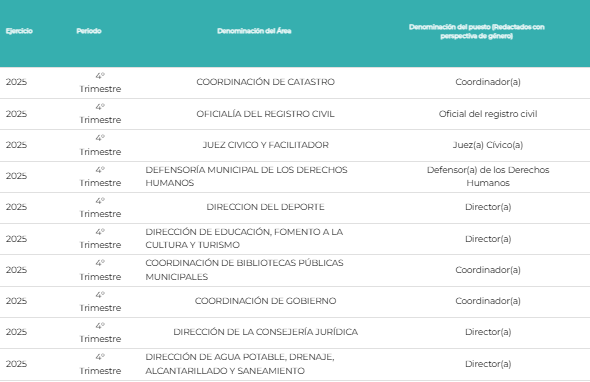 Ejercicio Periodo Denominación del Área Denominación del puesto (Redactados con
perspectiva de género)
2025 4° Trimestre COORDINACIÓN DE CATASTRO Coordinador(a)
2025 4° Trimestre OFICIALÍA DEL REGISTRO CIVIL Oficial del registro civil
2025 4° Trimestre JUEZ CIVICO Y FACILITADOR Juez(a) Cívico(a)
2025 4° Trimestre DEFENSORÍA MUNICIPAL DE LOS DERECHOS
HUMANOS Defensor(a) de los Derechos
Humanos
2025 4° Trimestre DIRECCION DEL DEPORTE Director(a)
2025 4° Trimestre DIRECCIÓN DE EDUCACIÓN, FOMENTO A LA
CULTURA Y TURISMO Director(a)
2025 4° Trimestre COORDINACIÓN DE BIBLIOTECAS PÚBLICAS
MUNICIPALES Coordinador(a)
2025 4° Trimestre COORDINACIÓN DE GOBIERNO Coordinador(a)
2025 4° Trimestre DIRECCIÓN DE LA CONSEJERÍA JURÍDICA Director(a)
2025 4° Trimestre DIRECCIÓN DE AGUA POTABLE, DRENAJE,
ALCANTARILLADO Y SANEAMIENTO Director(a)